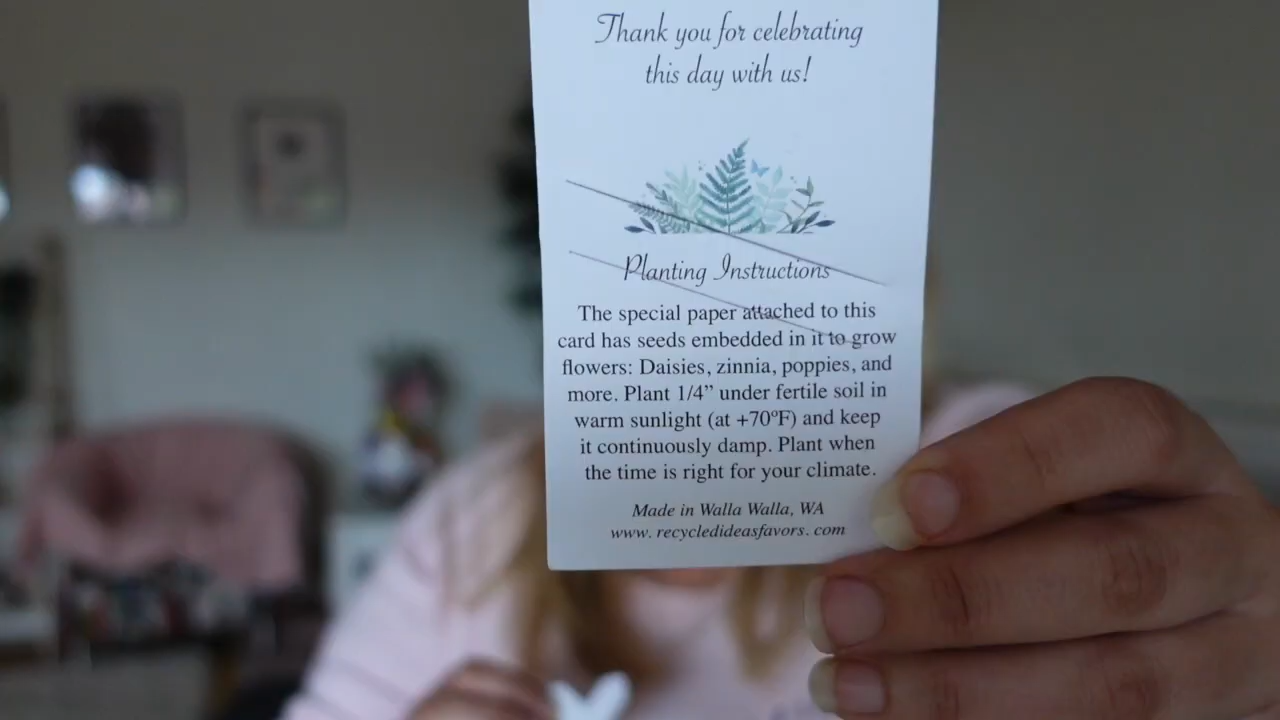 Thank you for celebrating
this day with us!
Planting Instructions
The special paper attached to this
card has seeds embedded in it to grow
flowers: Daisies, zinnia, poppies, and
more. Plant 1/4” under fertile soil in
warm sunlight (at +70ºF) and keep
it continuously damp. Plant when
the time is right for your climate.
Made in Walla Walla, WA
www. recycledideasfavors. com